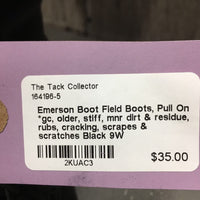 The Tack Collector
164196-5
Emerson Boot Field Boots, Pull On
*gc, older, stiff, mnr dirt & residue,
rubs, cracking, scrapes &
scratches Black 9W
2KUAC3
$35.00